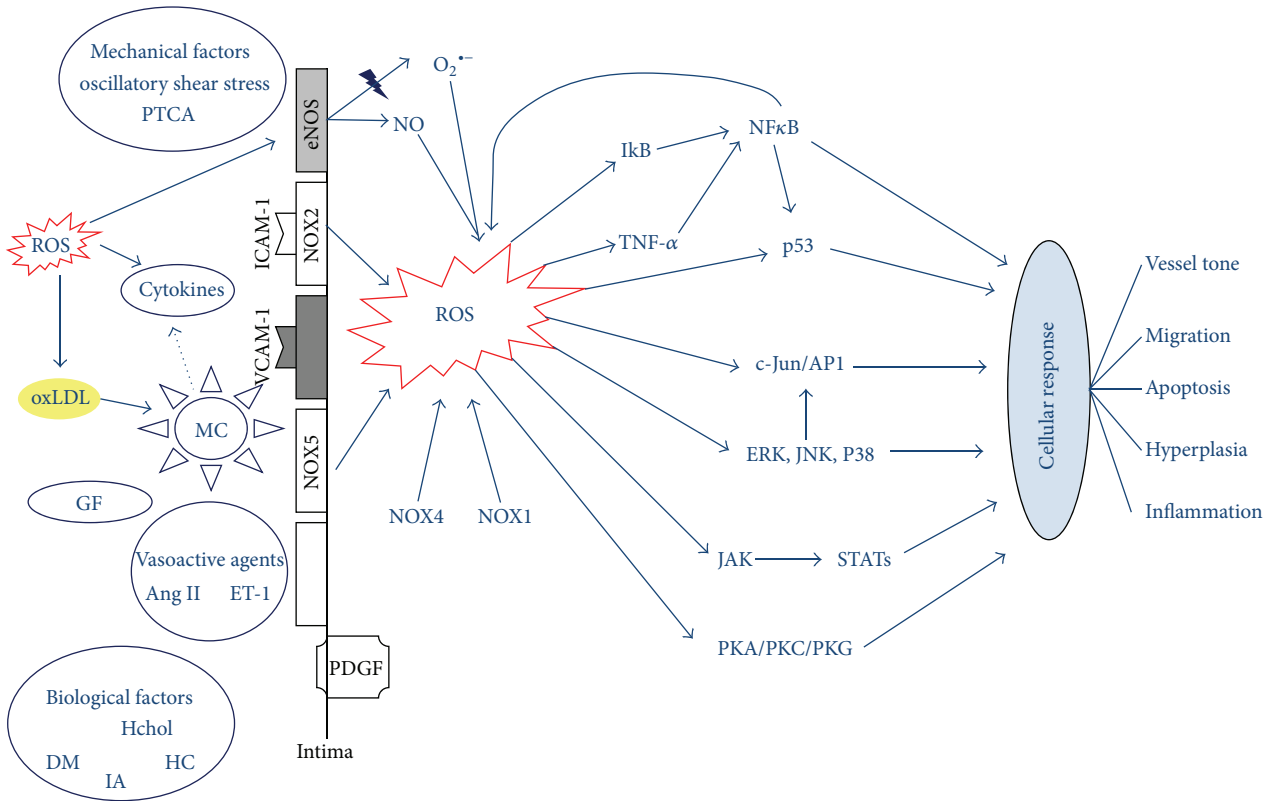 Mechanical factors
oscillatory shear stress
PTCA
ROS
Cytokines
oxLDL
MC
GF
Vasoactive agents
Ang II ET-1
Biological factors
Hchol
DM HC
IA
eNOS
ICAM-1
NOX2
VCAM-1
NOX5
PDGF
Intima
O₂•−
NO
ROS
NOX4 NOX1
IkB
NFκB
TNF-α
p53
c-Jun/AP1
ERK, JNK, P38
JAK STATs
PKA/PKC/PKG
Cellular response
Vessel tone
Migration
Apoptosis
Hyperplasia
Inflammation